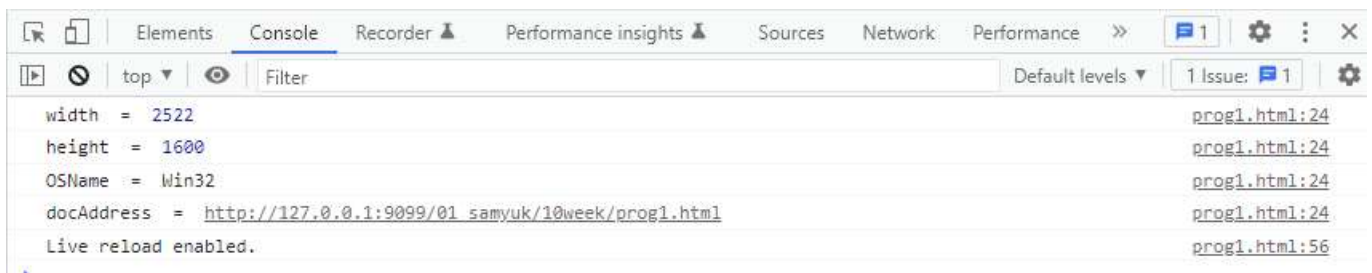 Elements Console Recorder Performance insights Sources Network Performance » 1
top ▼ Filter Default levels ▼ 1 Issue: 1
width = 2522 prog1.html:24
height = 1600 prog1.html:24
OSName = Win32 prog1.html:24
docAddress = http://127.0.0.1:9099/01_samyuk/10week/prog1.html prog1.html:24
Live reload enabled. prog1.html:56